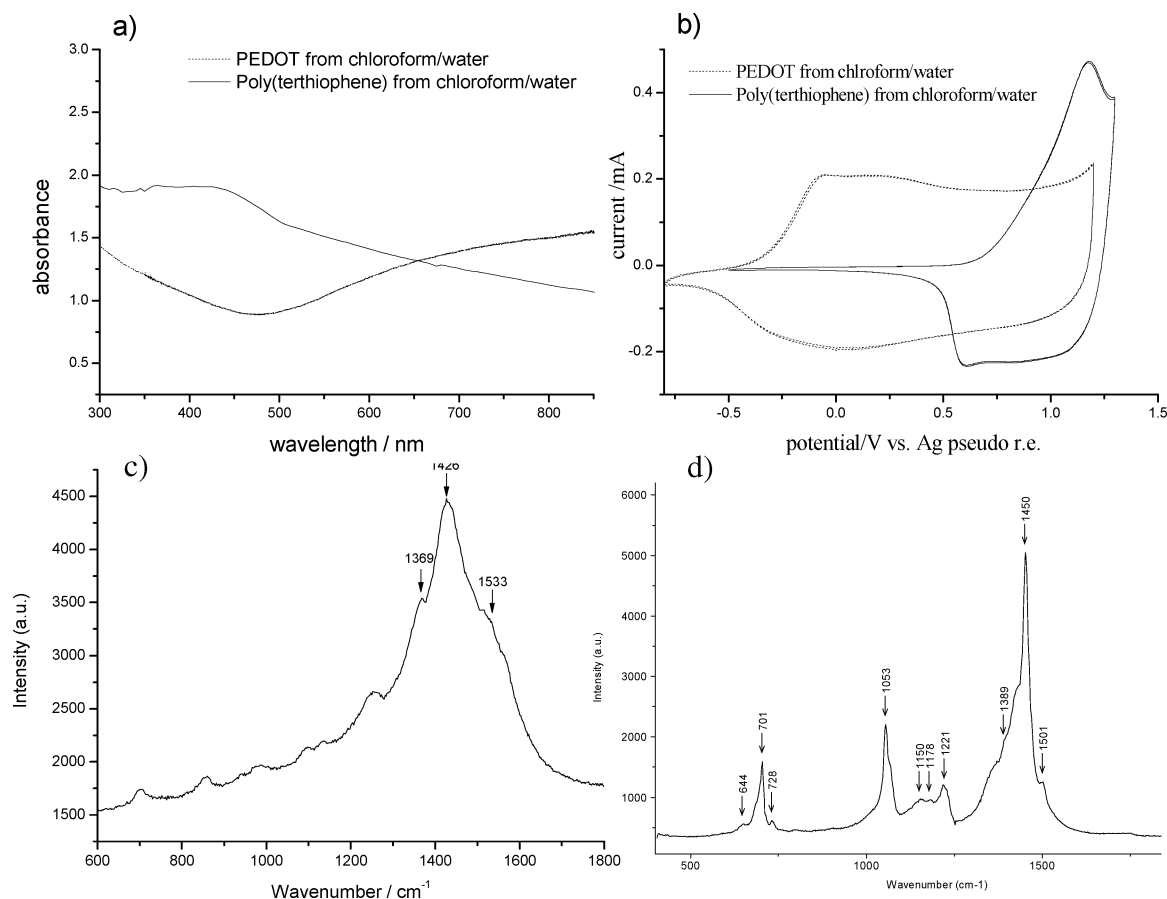 a)
PEDOT from chloroform/water
Poly(terthiophene) from chloroform/water
3.0
2.5
2.0
1.5
1.0
0.5
absorbance
300 400 500 600 700 800
wavelength / nm
b)
PEDOT from chlroform/water
Poly(terthiophene) from chloroform/water
0.4
0.2
0.0
-0.2
current /mA
-0.5 0.0 0.5 1.0 1.5
potential/V vs. Ag pseudo r.e.
c)
1426
1369
1533
4500
4000
3500
3000
2500
2000
1500
Intensity (a.u.)
600 800 1000 1200 1400 1600 1800
Wavenumber / cm-1
d)
6000
5000
4000
3000
2000
1000
Intensity (a.u.)
644
701
728
1053
1150
1178
1221
1389
1450
1501
500 1000 1500
Wavenumber (cm-1)